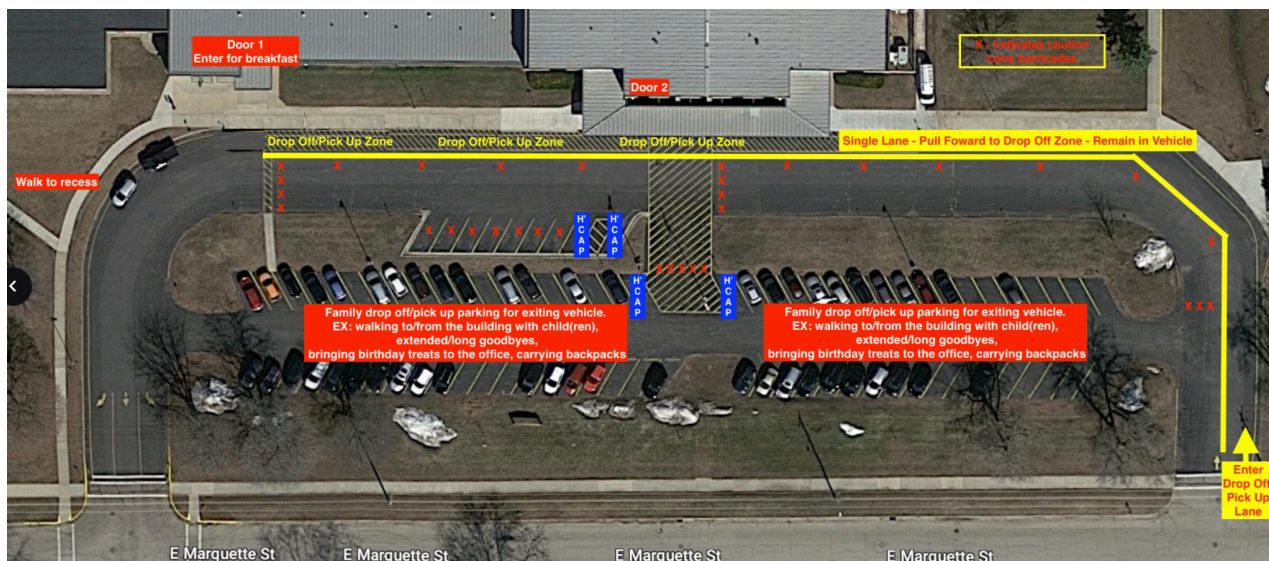 Door 1
Enter for breakfast
X - indicates caution
cone barricades
Door 2
Drop Off/Pick Up Zone
Drop Off/Pick Up Zone
Drop Off/Pick Up Zone
Single Lane - Pull Foward to Drop Off Zone - Remain in Vehicle
X X X X X X X X X X
X
X
X
X
X
X
Walk to recess
H'
C
A
P
H'
C
A
P
X X X X X X X
X
X X X X X
H'
C
A
P
H'
C
A
P
X X X
Family drop off/pick up parking for exiting vehicle.
EX: walking to/from the building with child(ren),
extended/long goodbyes,
bringing birthday treats to the office, carrying backpacks
Family drop off/pick up parking for exiting vehicle.
EX: walking to/from the building with child(ren),
extended/long goodbyes,
bringing birthday treats to the office, carrying backpacks
Enter
Drop Off
Pick Up
Lane
E Marquette St
E Marquette St
E Marquette St
E Marquette St